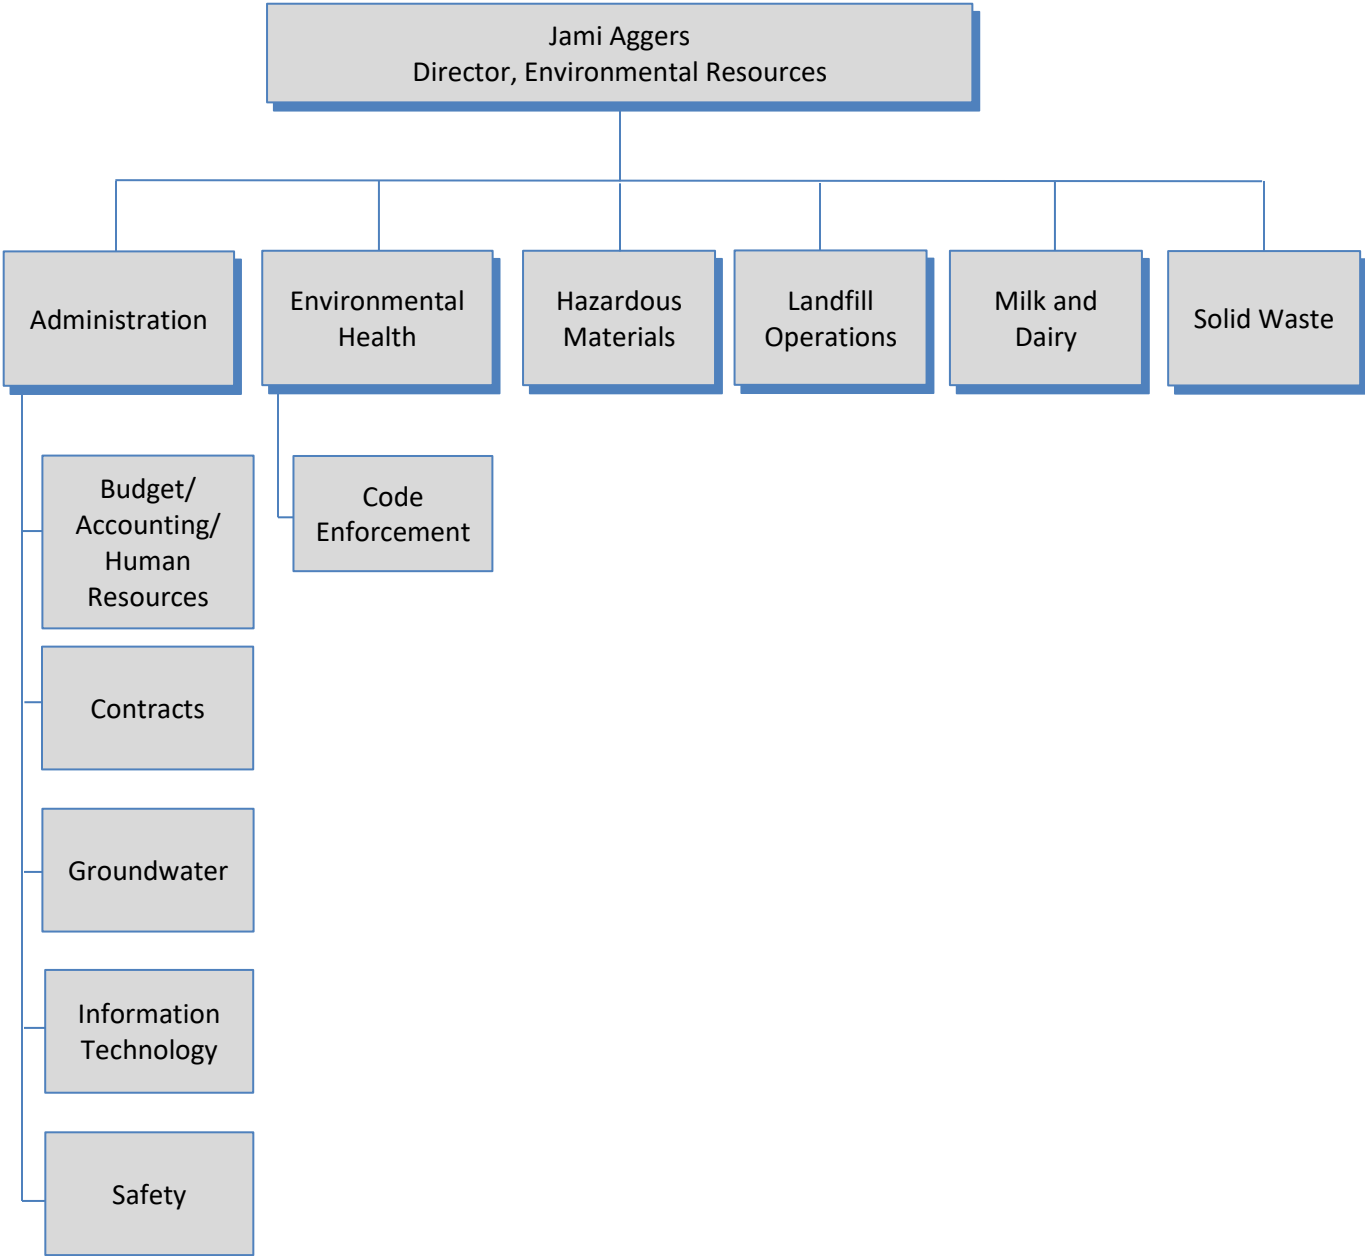 Jami Aggers
Director, Environmental Resources
Administration
Environmental
Health
Hazardous
Materials
Landfill
Operations
Milk and
Dairy
Solid Waste
Budget/
Accounting/
Human
Resources
Code
Enforcement
Contracts
Groundwater
Information
Technology
Safety